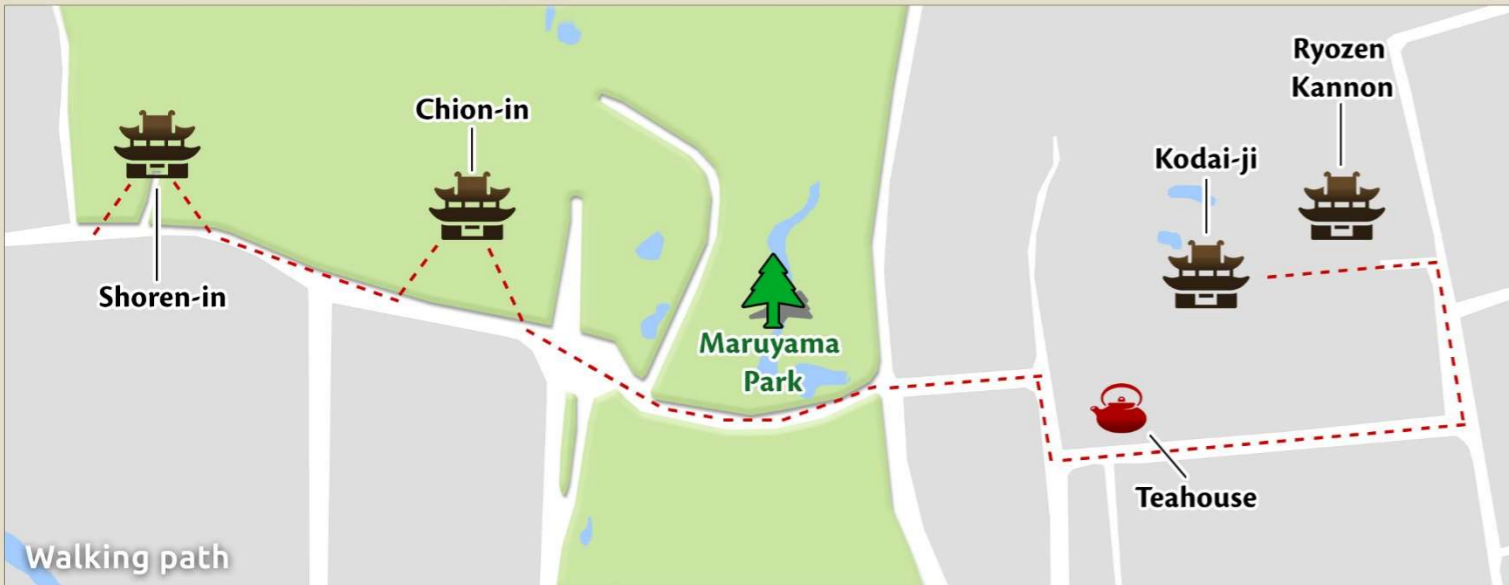 Ryozen
Kannon
Chion-in
Kodai-ji
Shoren-in
Maruyama
Park
Teahouse
Walking path